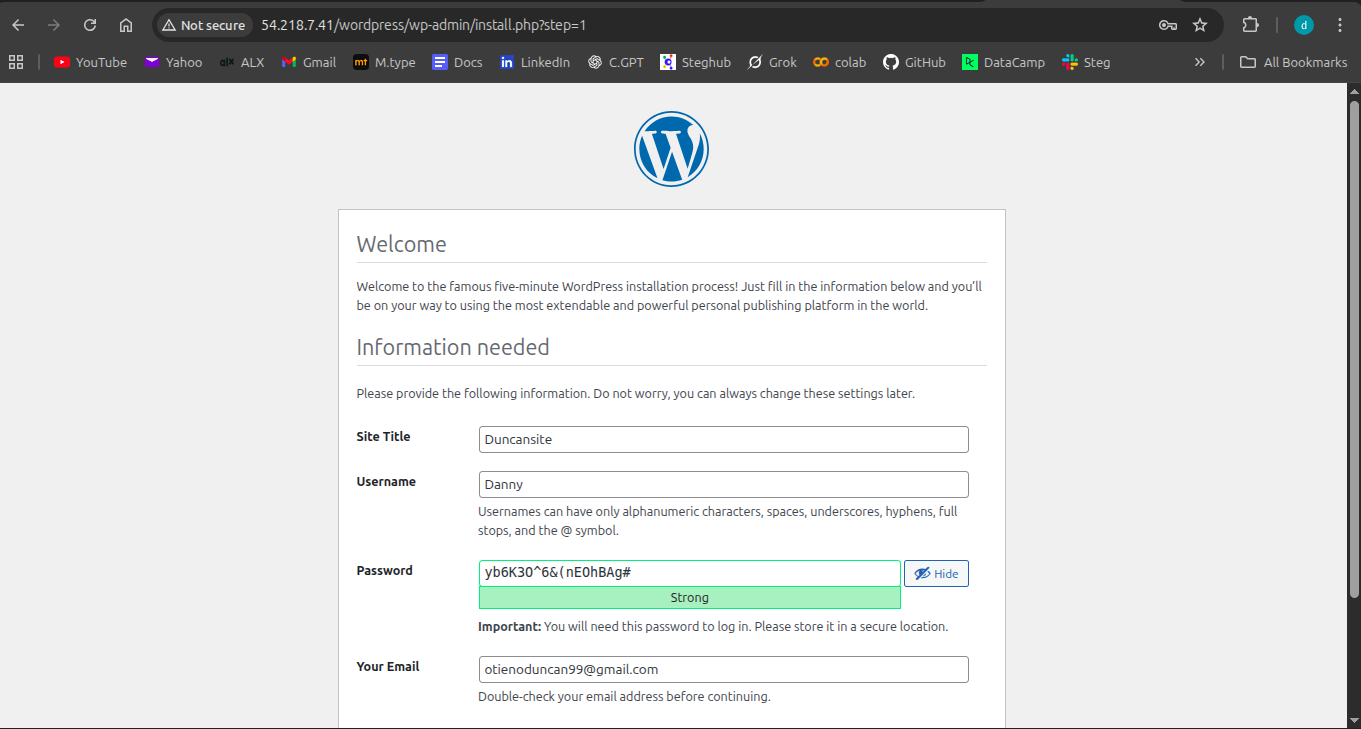 Not secure 54.218.7.41/wordpress/wp-admin/install.php?step=1 d
YouTube Yahoo alx ALX Gmail mt M.type Docs in LinkedIn C.GPT Steghub Grok colab GitHub DataCamp Steg » All Bookmarks
Welcome
Welcome to the famous five-minute WordPress installation process! Just fill in the information below and you’ll
be on your way to using the most extendable and powerful personal publishing platform in the world.
Information needed
Please provide the following information. Do not worry, you can always change these settings later.
Site Title Duncansite
Username Danny
Usernames can have only alphanumeric characters, spaces, underscores, hyphens, full
stops, and the @ symbol.
Password yb6K3O^6&(nEOhBAg# Hide
Strong
Important: You will need this password to log in. Please store it in a secure location.
Your Email otienoduncan99@gmail.com
Double-check your email address before continuing.